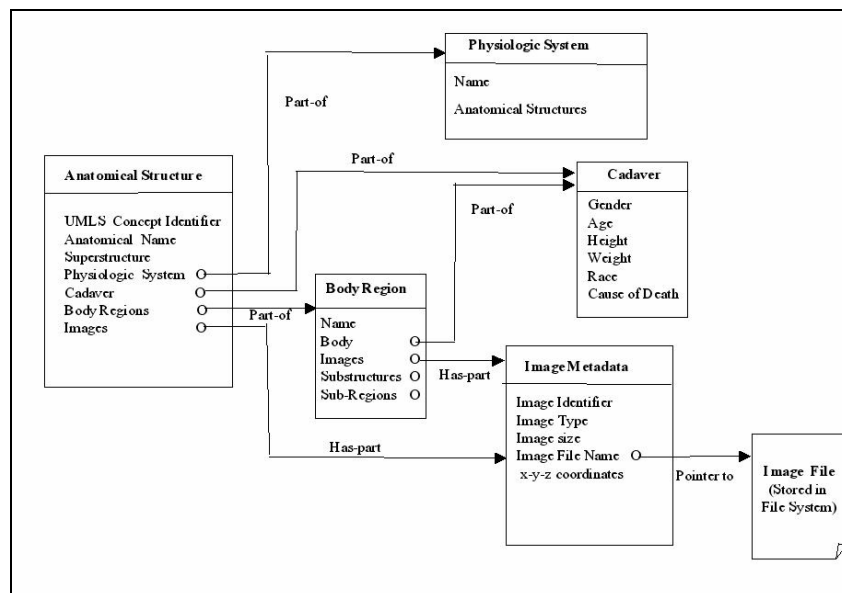 Physiologic System
Name
Anatomical Structures
Part-of
Anatomical Structure
UMLS Concept Identifier
Anatomical Name
Superstructure
Physiologic System O
Cadaver O
Body Regions O
Images O
Part-of
Cadaver
Gender
Age
Height
Weight
Race
Cause of Death
Part-of
Part-of
Body Region
Name
Body O
Images O
Substructures O
Sub-Regions O
Has-part
Has-part
Image Metadata
Image Identifier
Image Type
Image size
Image File Name O
x-y-z coordinates
Pointer to
Image File
(Stored in
File System)